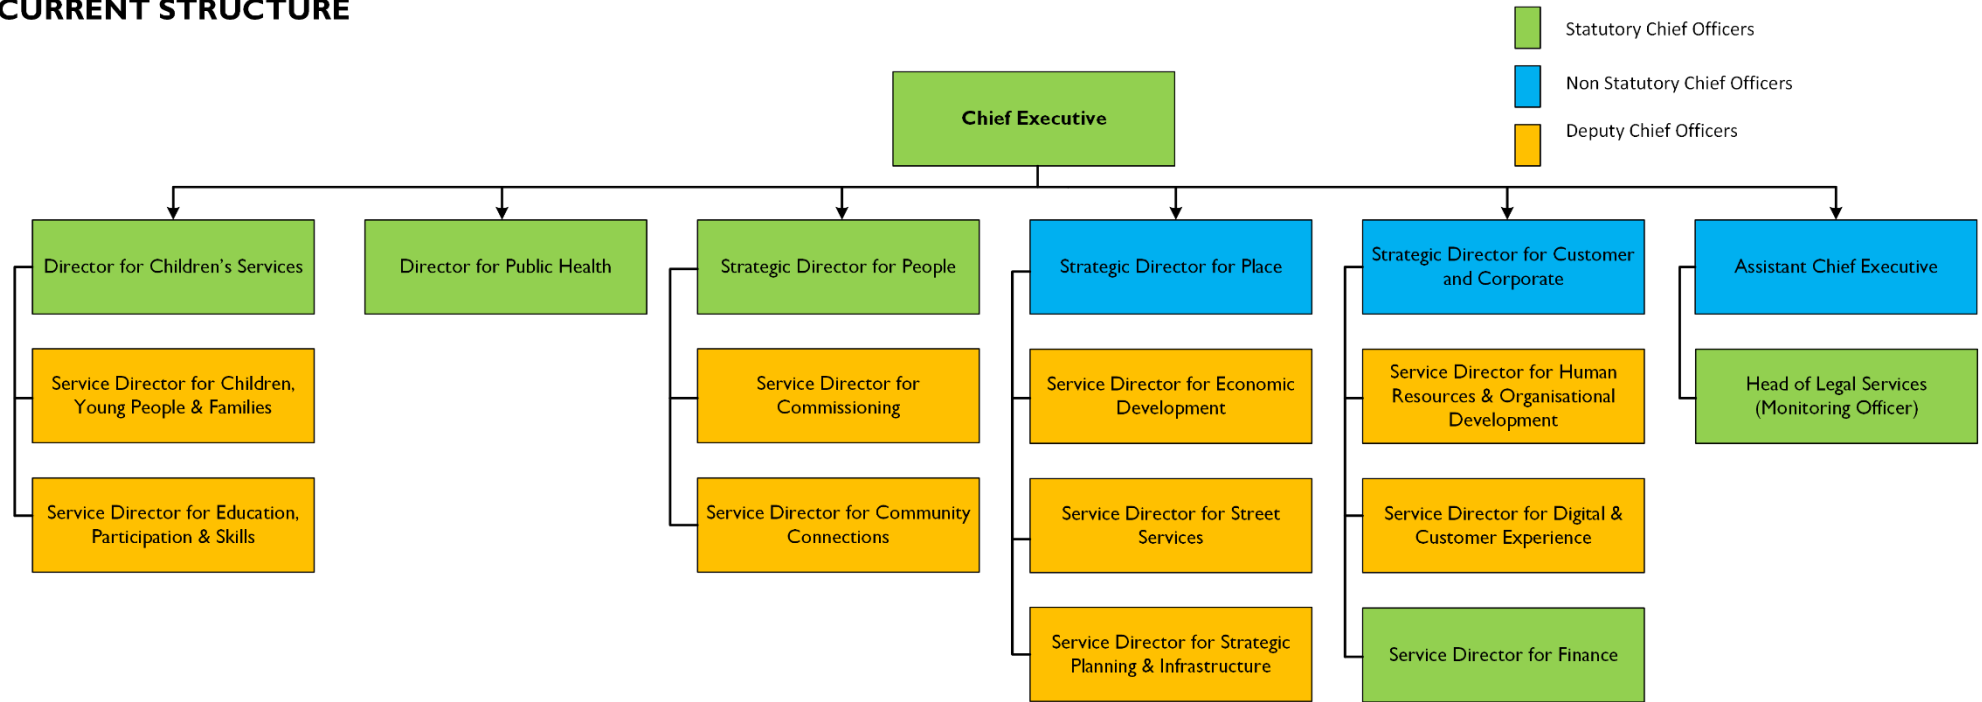 CURRENT STRUCTURE
Statutory Chief Officers
Non Statutory Chief Officers
Deputy Chief Officers
Chief Executive
Director for Children's Services
Director for Public Health
Strategic Director for People
Strategic Director for Place
Strategic Director for Customer
and Corporate
Assistant Chief Executive
Service Director for Children,
Young People & Families
Service Director for
Commissioning
Service Director for Economic
Development
Service Director for Human
Resources & Organisational
Development
Head of Legal Services
(Monitoring Officer)
Service Director for Education,
Participation & Skills
Service Director for Community
Connections
Service Director for Street
Services
Service Director for Digital &
Customer Experience
Service Director for Strategic
Planning & Infrastructure
Service Director for Finance